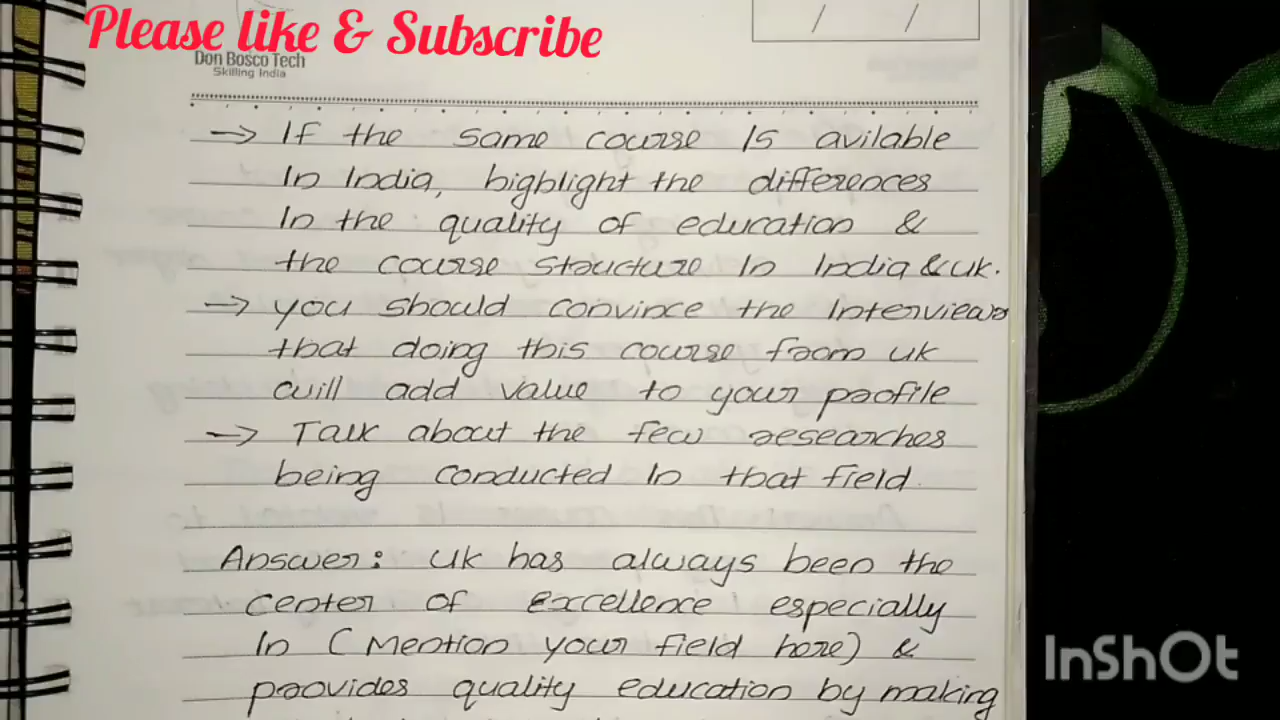 Please like & Subscribe
/ /
Don Bosco Tech
Skilling India
→ If the same course Is avilable
In India, highlight the differences
In the quality of education &
the course structure In India & UK.
→ you should convince the Interviewer
that doing this course from UK
will add value to your profile
→ Talk about the few researches
being conducted In that field.
Answer: UK has always been the
center of Excellence especially
In (Mention your field here) &
provides quality education by making
InShOt